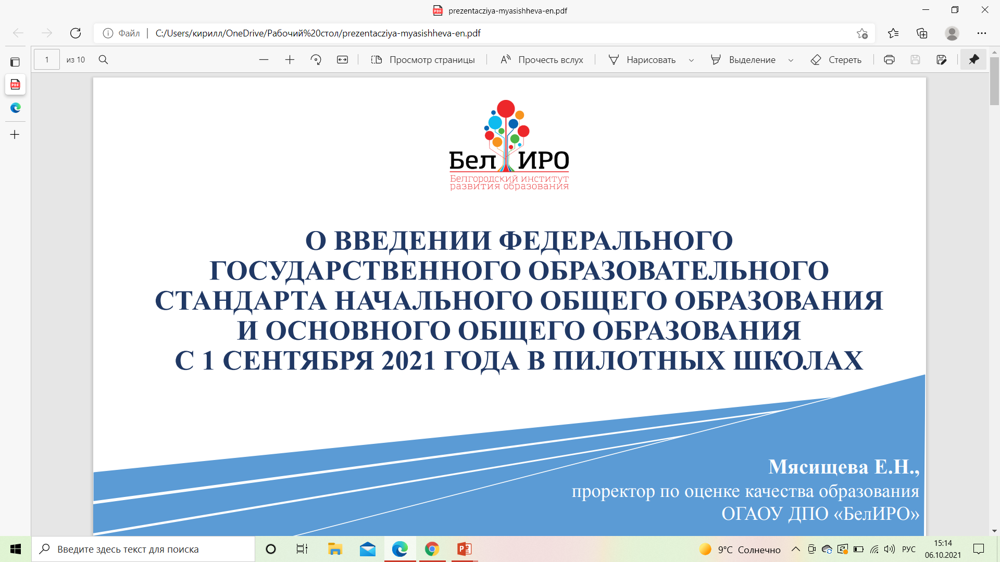 prezentacziya-myasishheva-en.pdf
Файл
C:/Users/кирилл/OneDrive/Рабочий%20стол/prezentacziya-myasishheva-en.pdf
1 из 10
Просмотр страницы
Прочесть вслух
Нарисовать
Выделение
Стереть
PDF
БелИРО
Белгородский институт
развития образования
О ВВЕДЕНИИ ФЕДЕРАЛЬНОГО
ГОСУДАРСТВЕННОГО ОБРАЗОВАТЕЛЬНОГО
СТАНДАРТА НАЧАЛЬНОГО ОБЩЕГО ОБРАЗОВАНИЯ
И ОСНОВНОГО ОБЩЕГО ОБРАЗОВАНИЯ
С 1 СЕНТЯБРЯ 2021 ГОДА В ПИЛОТНЫХ ШКОЛАХ
Мясищева Е.Н.,
проректор по оценке качества образования
ОГАОУ ДПО «БелИРО»
Введите здесь текст для поиска
9°C Солнечно
РУС
15:14
06.10.2021